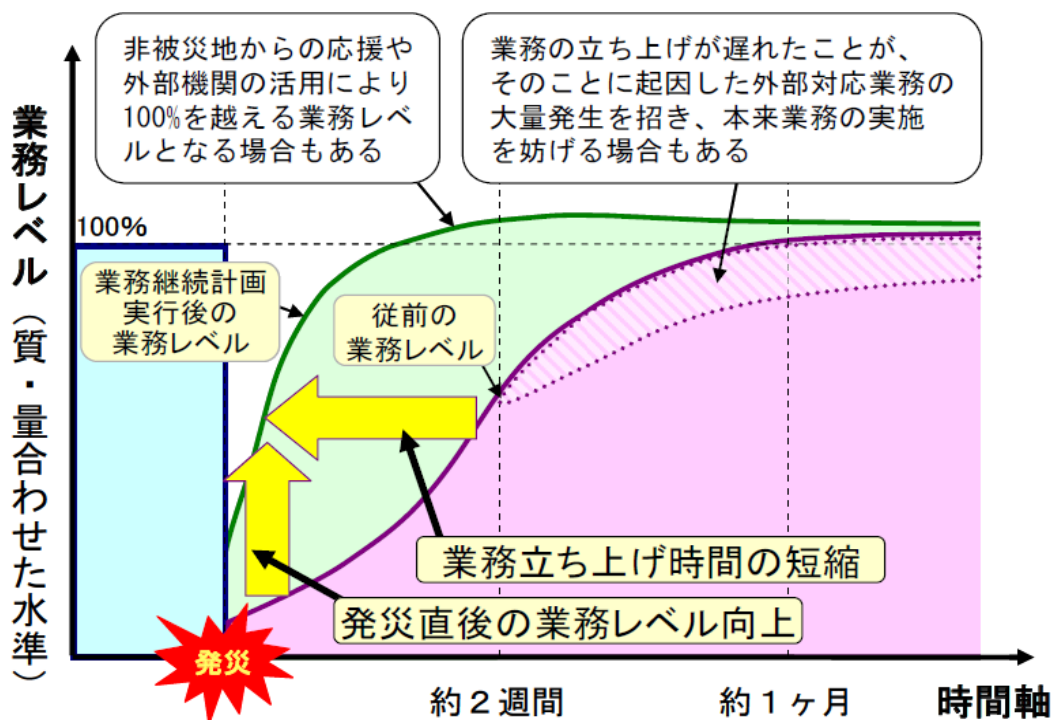 非被災地からの応援や
外部機関の活用により
100%を越える業務レベ
ルとなる場合もある
業務の立ち上げが遅れたことが、
そのことに起因した外部対応業務の
大量発生を招き、本来業務の実施
を妨げる場合もある
業務レベル（質・量合わせた水準）
100%
業務継続計画
実行後の
業務レベル
従前の
業務レベル
業務立ち上げ時間の短縮
発災直後の業務レベル向上
発災
約２週間
約１ヶ月
時間軸